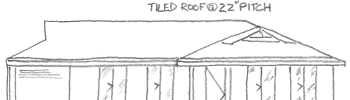 TILED ROOF @ 22° PITCH